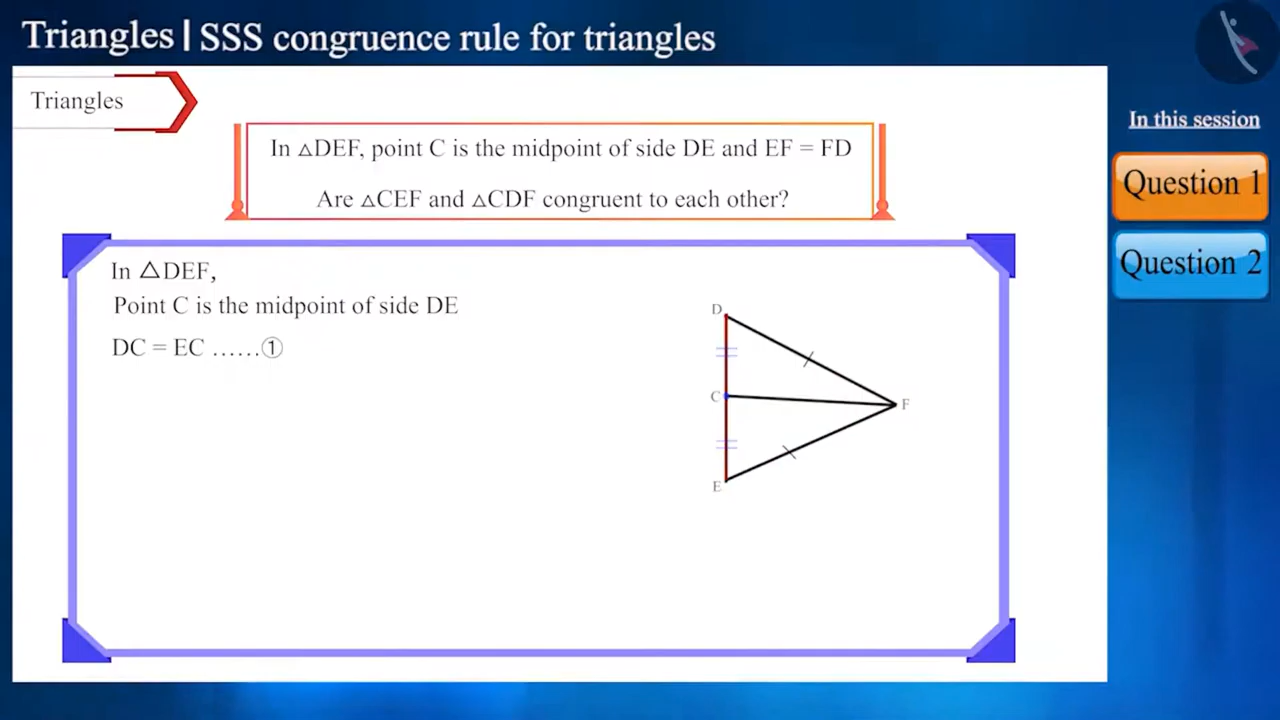 Triangles | SSS congruence rule for triangles
Triangles
In △DEF, point C is the midpoint of side DE and EF = FD
Are △CEF and △CDF congruent to each other?
In this session
Question 1
Question 2
In △DEF,
Point C is the midpoint of side DE
DC = EC ......①
D
C
F
E